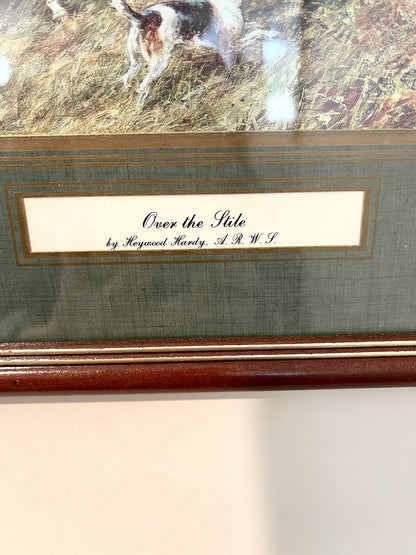 Over the Stile
by Heywood Hardy, A. R. W. S.